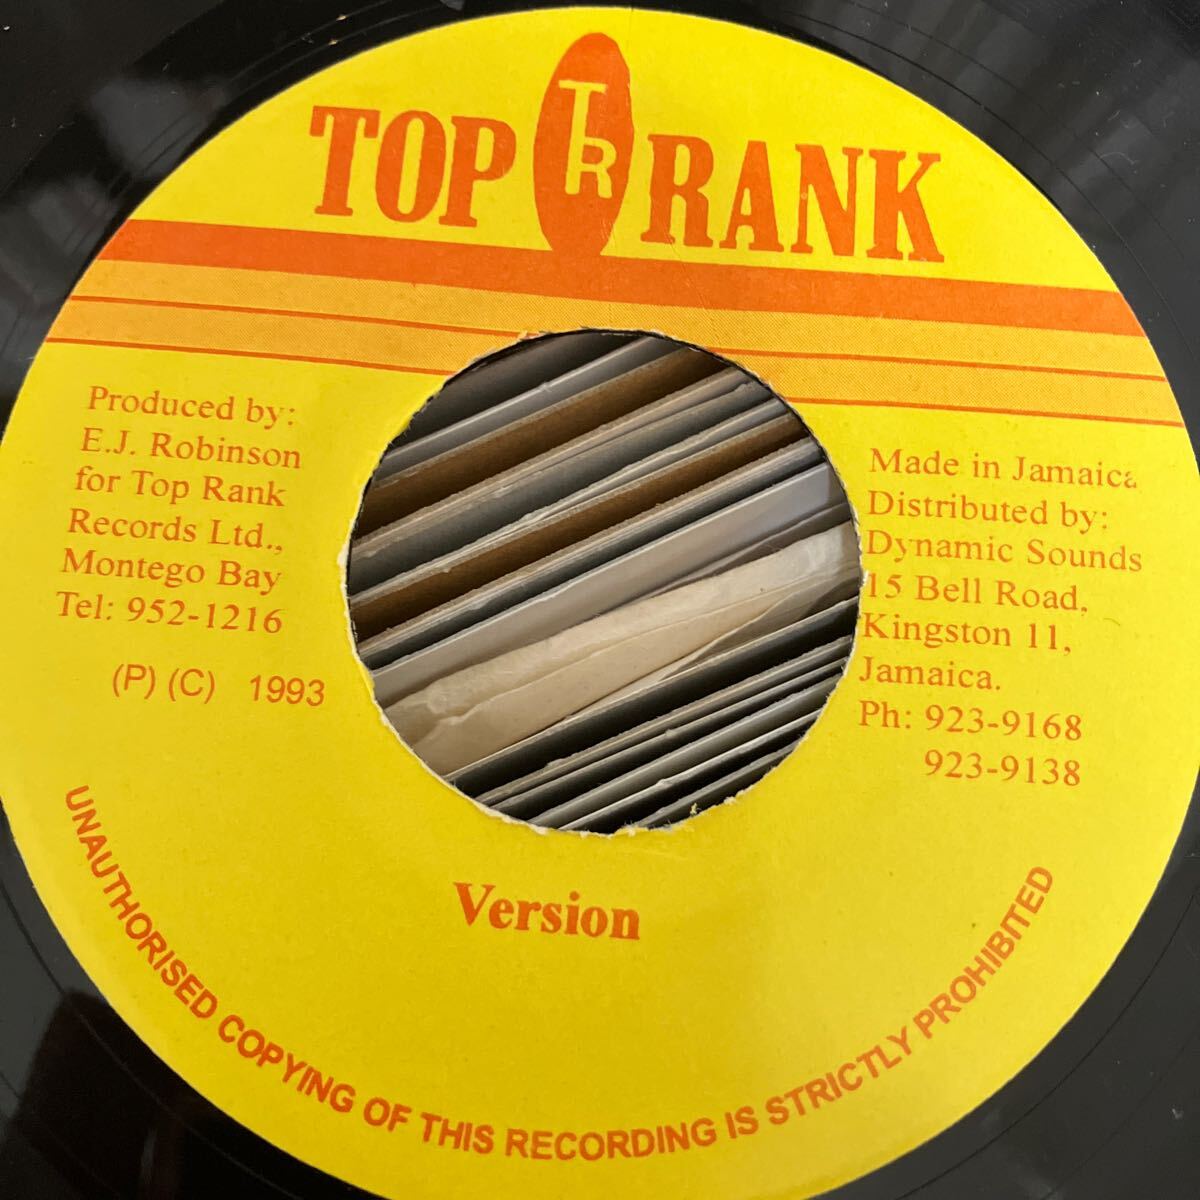 TOP TR RANK
Produced by:
E.J. Robinson
for Top Rank
Records Ltd.,
Montego Bay
Tel: 952-1216
(P) (C) 1993
Made in Jamaica
Distributed by:
Dynamic Sounds
15 Bell Road,
Kingston 11,
Jamaica.
Ph: 923-9168
923-9138
Version
UNAUTHORISED COPYING OF THIS RECORDING IS STRICTLY PROHIBITED